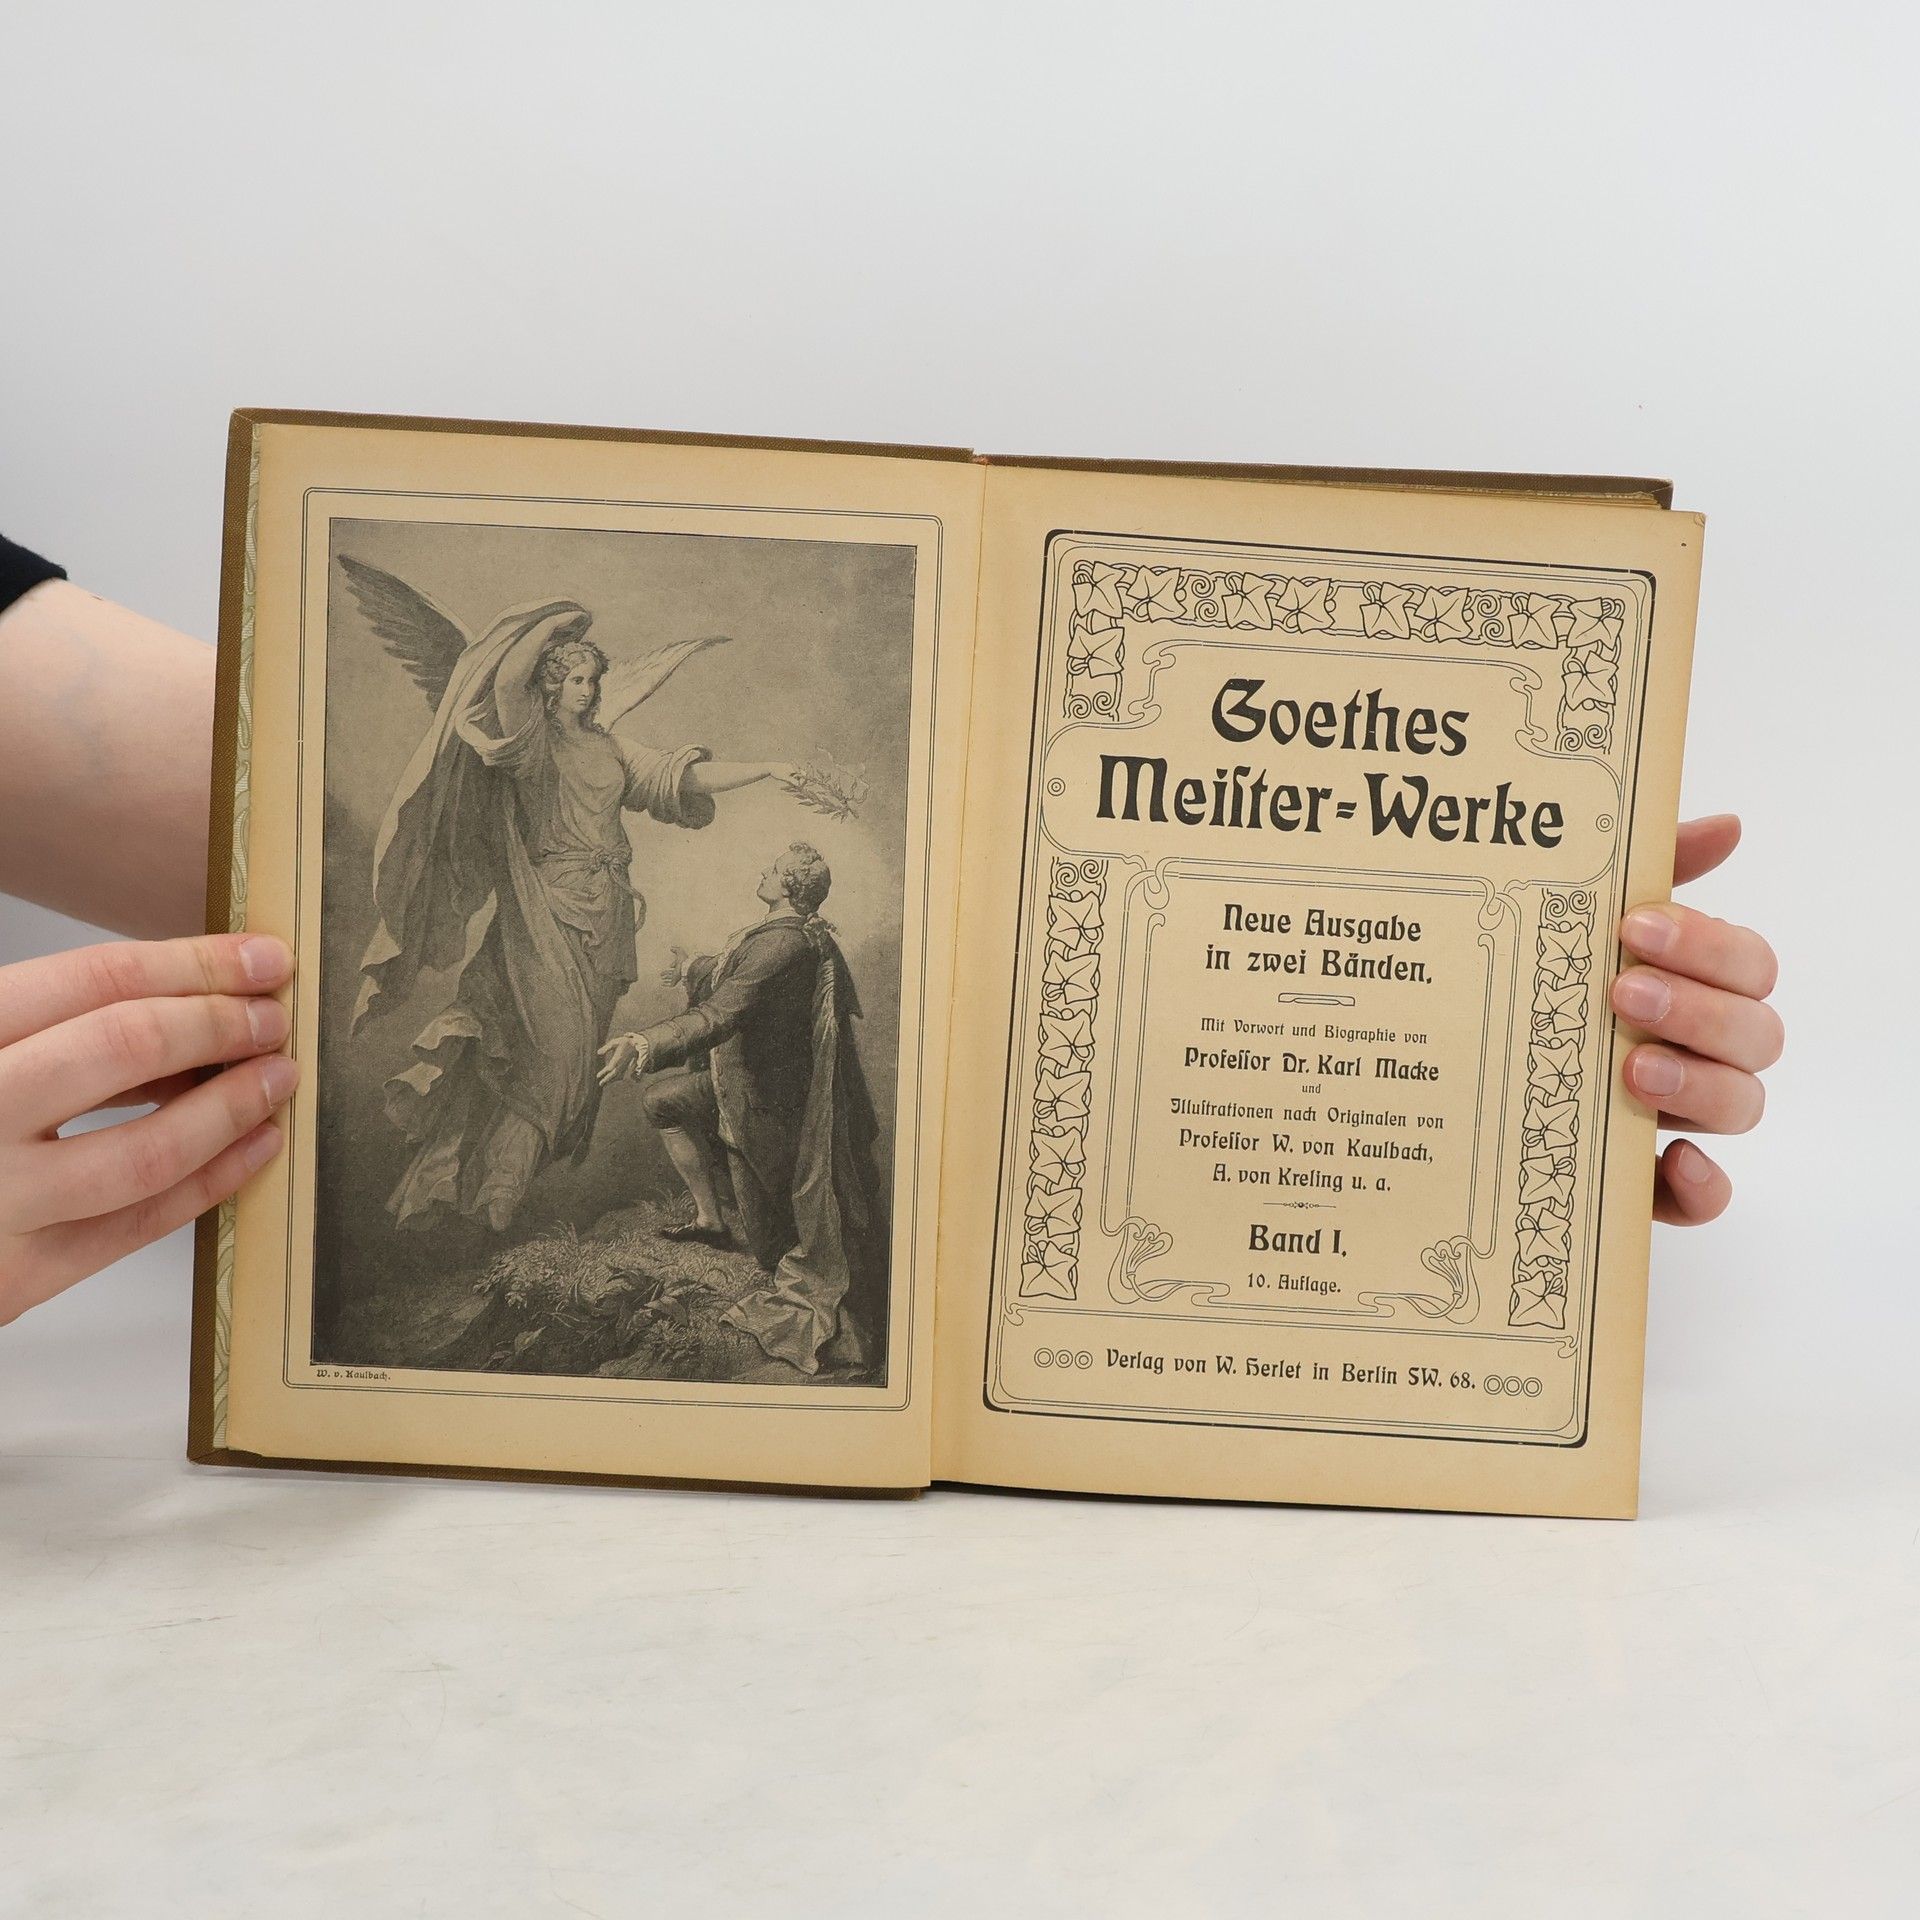 W. v. Kaulbach.
Goethes
Meiſter-Werke
Neue Ausgabe
in zwei Bänden.
Mit Vorwort und Biographie von
Profeſſor Dr. Karl Macke
und
Illuſtrationen nach Originalen von
Profeſſor W. von Kaulbach,
A. von Kreling u. a.
Band I.
10. Auflage.
Verlag von W. Herlet in Berlin SW. 68.